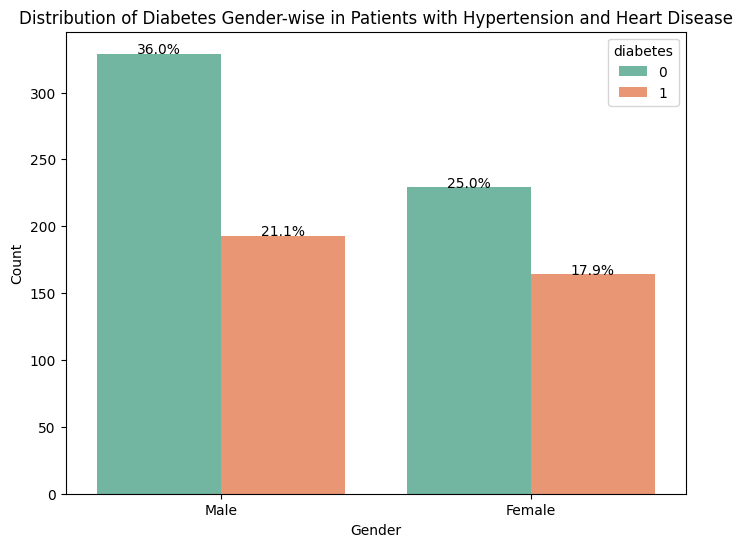 Distribution of Diabetes Gender-wise in Patients with Hypertension and Heart Disease
36.0%
diabetes
0
1
300
250
25.0%
21.1%
200
17.9%
Count
150
100
50
0
Male
Female
Gender